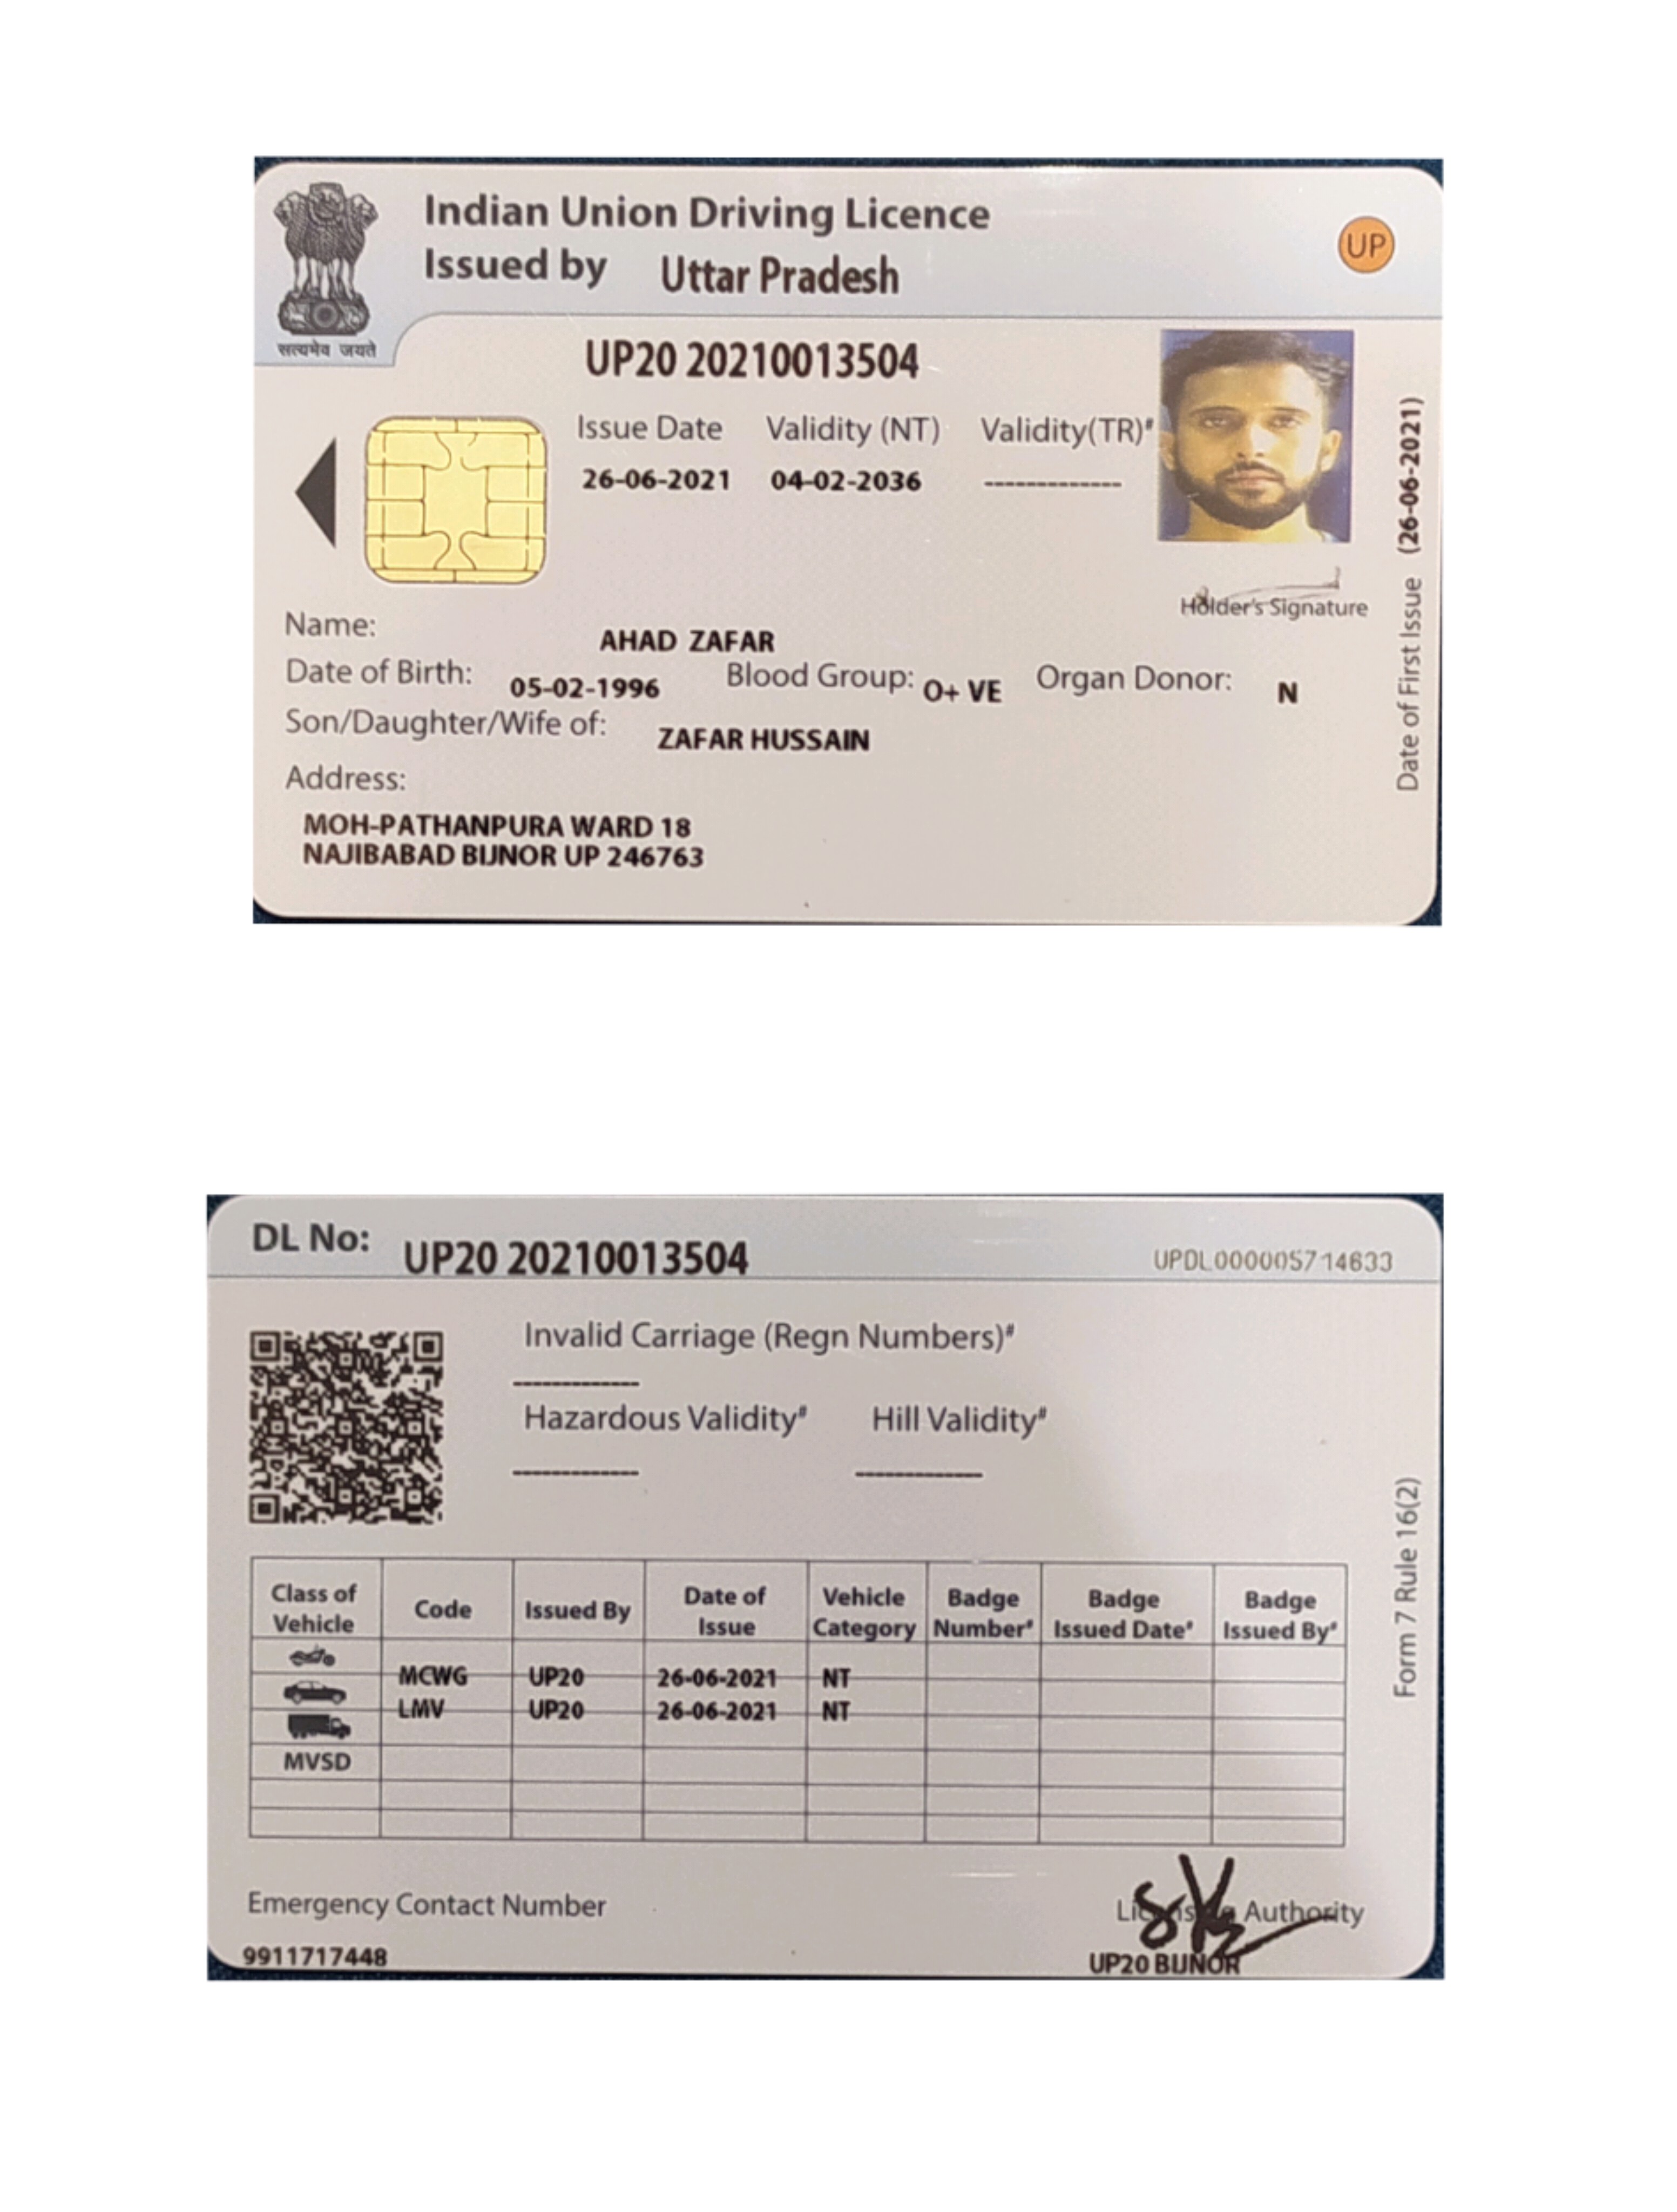 Indian Union Driving Licence
Issued by Uttar Pradesh
UP
सत्यमेव जयते
UP20 20210013504
Issue Date Validity (NT) Validity(TR)#
26-06-2021 04-02-2036 -------------
Holder's Signature
Date of First Issue (26-06-2021)
Name: AHAD ZAFAR
Date of Birth: 05-02-1996 Blood Group: O+ VE Organ Donor: N
Son/Daughter/Wife of: ZAFAR HUSSAIN
Address:
MOH-PATHANPURA WARD 18
NAJIBABAD BIJNOR UP 246763
DL No: UP20 20210013504
UPDL000005714633
Invalid Carriage (Regn Numbers)#
-------------
Hazardous Validity# Hill Validity#
------------- -------------
Form 7 Rule 16(2)
Class of Vehicle Code Issued By Date of Issue Vehicle Category Badge Number# Badge Issued Date# Badge Issued By#
MCWG UP20 26-06-2021 NT
LMV UP20 26-06-2021 NT
MVSD
Emergency Contact Number
9911717448
Licensing Authority
UP20 BIJNOR